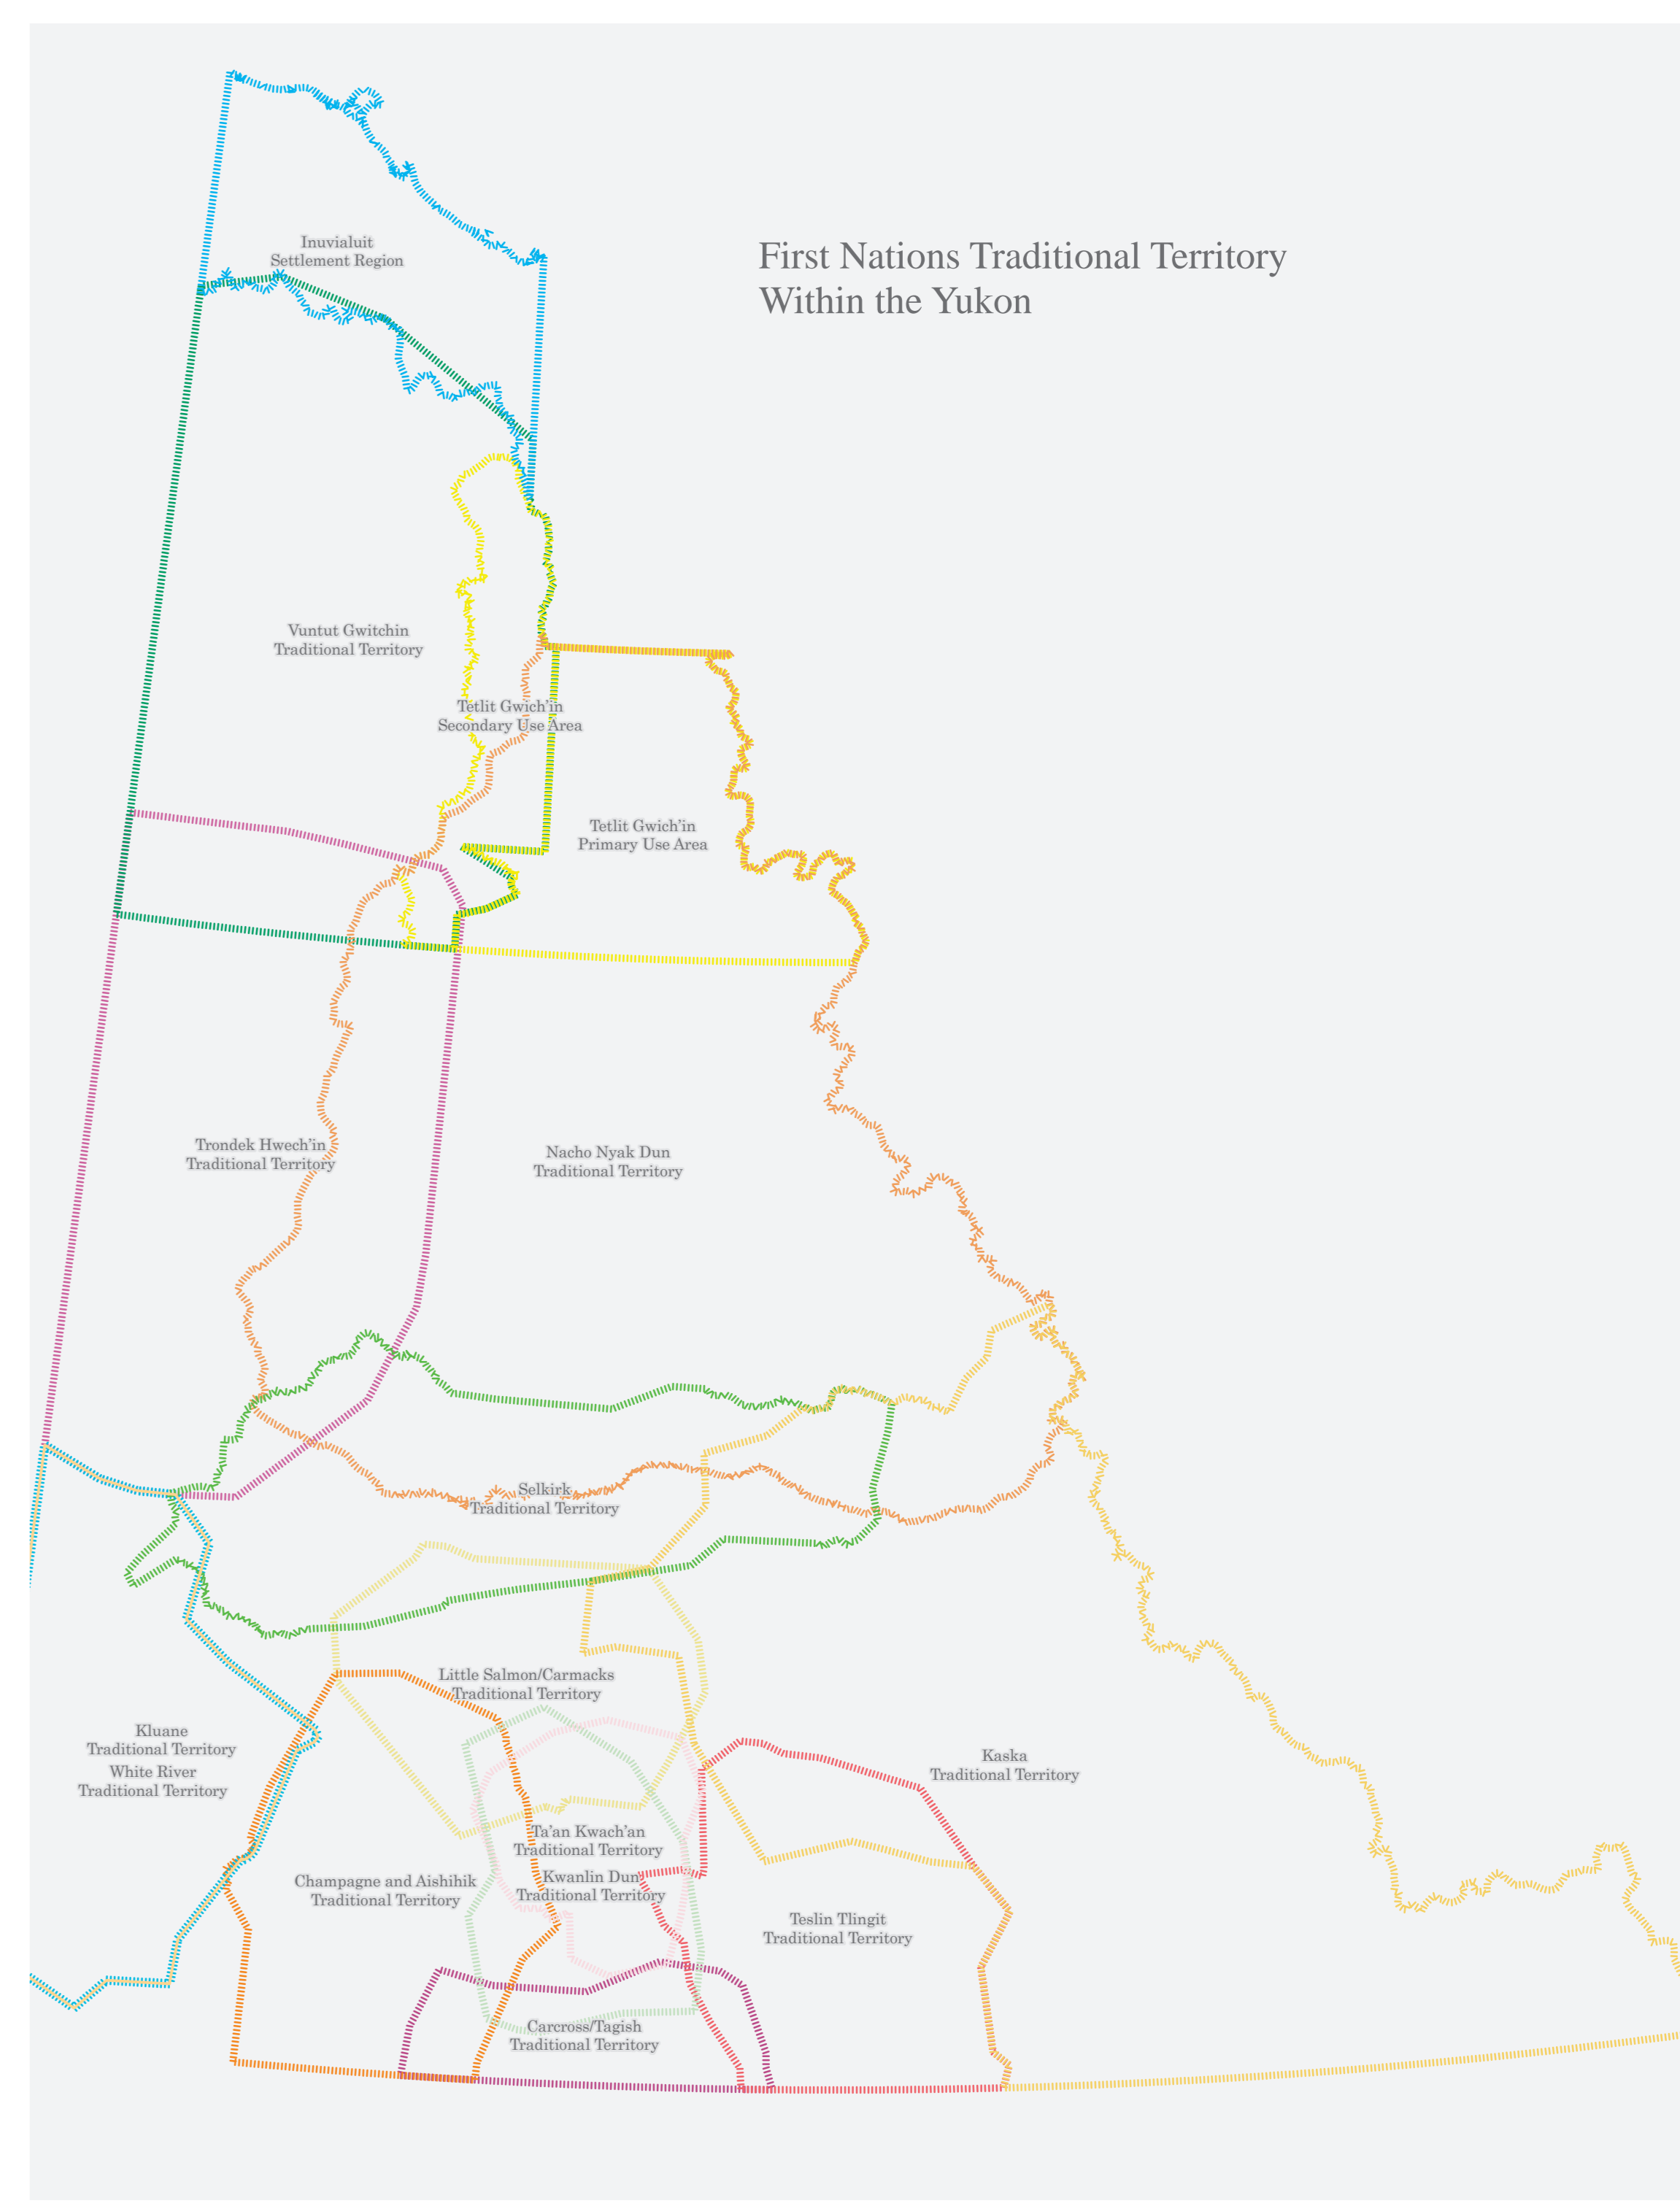 First Nations Traditional Territory
Within the Yukon
Inuvialuit
Settlement Region
Vuntut Gwitchin
Traditional Territory
Tetlit Gwich'in
Secondary Use Area
Tetlit Gwich'in
Primary Use Area
Trondek Hwech'in
Traditional Territory
Nacho Nyak Dun
Traditional Territory
Selkirk
Traditional Territory
Little Salmon/Carmacks
Traditional Territory
Kluane
Traditional Territory
White River
Traditional Territory
Kaska
Traditional Territory
Ta'an Kwach'an
Traditional Territory
Kwanlin Dun
Traditional Territory
Champagne and Aishihik
Traditional Territory
Teslin Tlingit
Traditional Territory
Carcross/Tagish
Traditional Territory